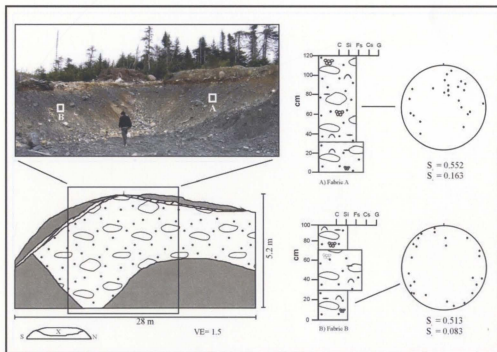 B
A
C Si Fs Cs G
120
100
80
60
40
20
0
cm
A) Fabric A
S = 0.552
S = 0.163
5.2 m
28 m
S X N
VE= 1.5
C Si Fs Cs G
100
80
60
40
20
0
cm
B) Fabric B
S = 0.513
S = 0.083